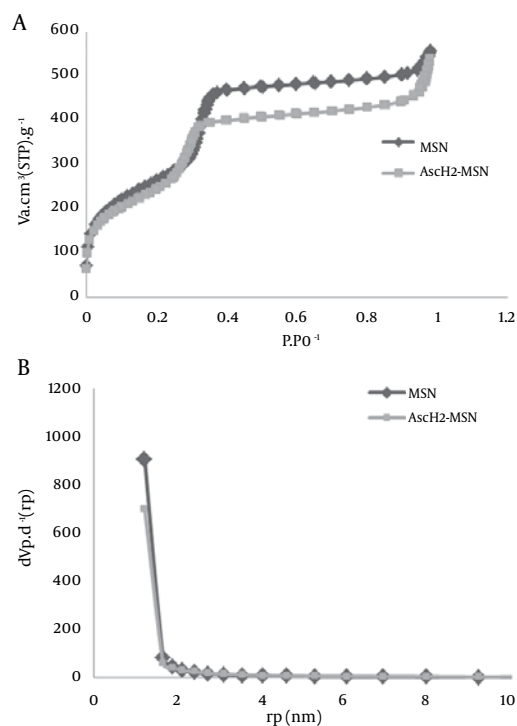 A
600
500
400
300
200
100
0
Va.cm³(STP).g⁻¹
0 0.2 0.4 0.6 0.8 1 1.2
P.P0⁻¹
MSN
AscH2-MSN
B
1200
1000
800
600
400
200
0
dVp.d⁻¹(rp)
0 2 4 6 8 10
rp (nm)
MSN
AscH2-MSN